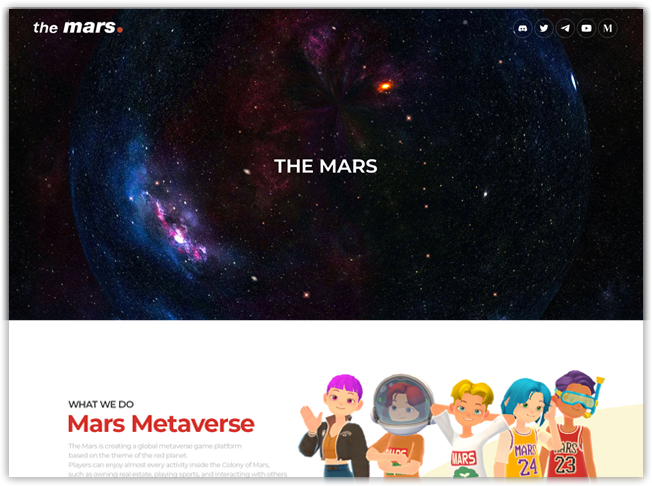 the mars.
M
THE MARS
WHAT WE DO
Mars Metaverse
The Mars is creating a global metaverse game platform
based on the theme of the red planet.
Players can enjoy almost every activity inside the Colony of Mars,
such as owning real estate, playing sports, and interacting with others
MARS
MARS
24
MARS
23